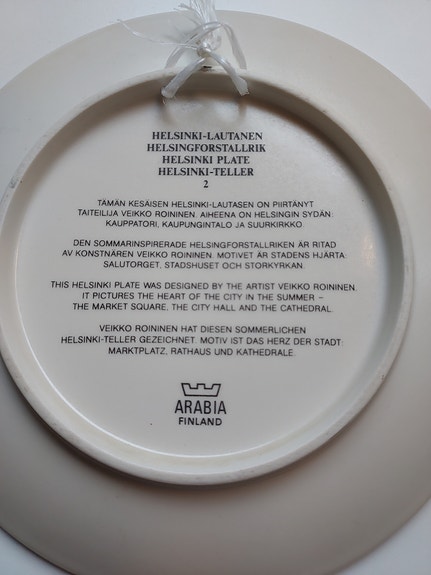 HELSINKI-LAUTANEN
HELSINGFORSTALLRIK
HELSINKI PLATE
HELSINKI-TELLER
2
TÄMÄN KESÄISEN HELSINKI-LAUTASEN ON PIIRTÄNYT
TAITEILIJA VEIKKO ROININEN. AIHEENA ON HELSINGIN SYDÄN:
KAUPPATORI, KAUPUNGINTALO JA SUURKIRKKO.
DEN SOMMARINSPIRERADE HELSINGFORSTALLRIKEN ÄR RITAD
AV KONSTNÄREN VEIKKO ROININEN. MOTIVET ÄR STADENS HJÄRTA:
SALUTORGET, STADSHUSET OCH STORKYRKAN.
THIS HELSINKI PLATE WAS DESIGNED BY THE ARTIST VEIKKO ROININEN.
IT PICTURES THE HEART OF THE CITY IN THE SUMMER –
THE MARKET SQUARE, THE CITY HALL AND THE CATHEDRAL.
VEIKKO ROININEN HAT DIESEN SOMMERLICHEN
HELSINKI-TELLER GEZEICHNET. MOTIV IST DAS HERZ DER STADT:
MARKTPLATZ, RATHAUS UND KATHEDRALE.
ARABIA
FINLAND